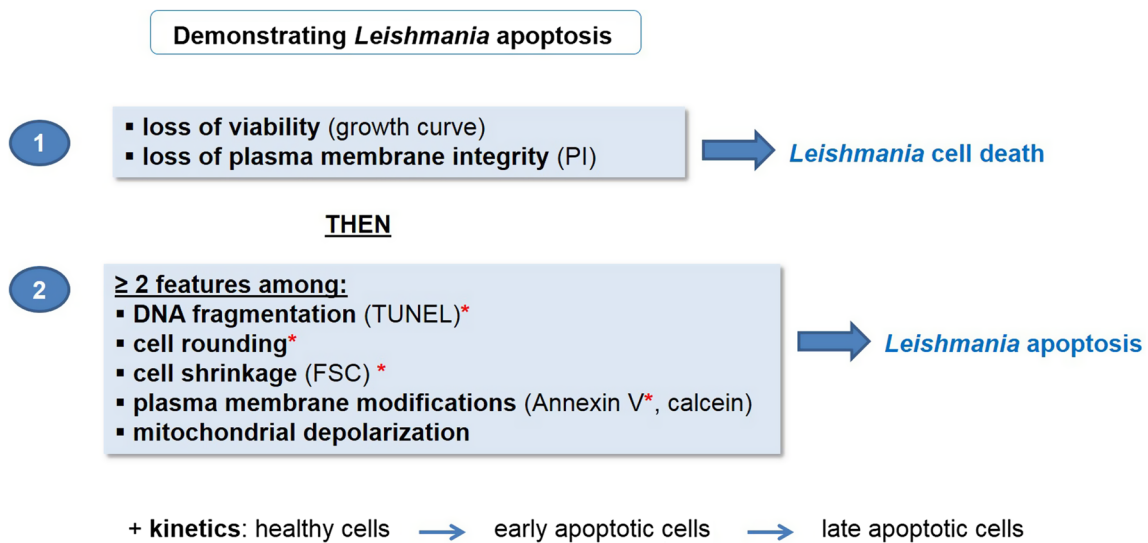 Demonstrating Leishmania apoptosis
1
▪ loss of viability (growth curve)
▪ loss of plasma membrane integrity (PI)
Leishmania cell death
THEN
2
≥ 2 features among:
▪ DNA fragmentation (TUNEL)*
▪ cell rounding*
▪ cell shrinkage (FSC) *
▪ plasma membrane modifications (Annexin V*, calcein)
▪ mitochondrial depolarization
Leishmania apoptosis
+ kinetics: healthy cells → early apoptotic cells → late apoptotic cells